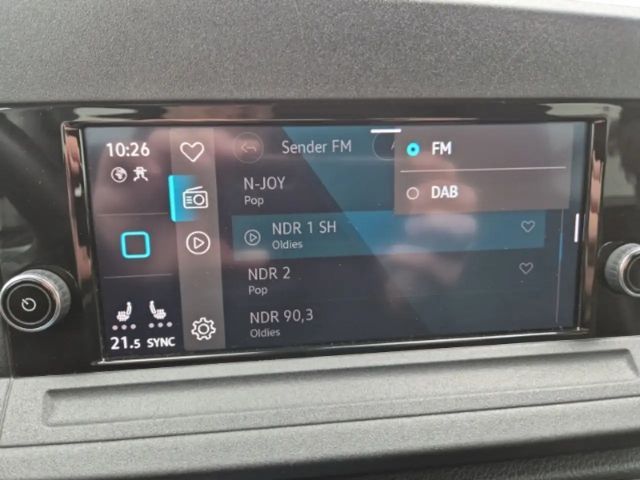 10:26
Sender FM
FM
DAB
N-JOY
Pop
NDR 1 SH
Oldies
NDR 2
Pop
NDR 90,3
Oldies
21.5 SYNC